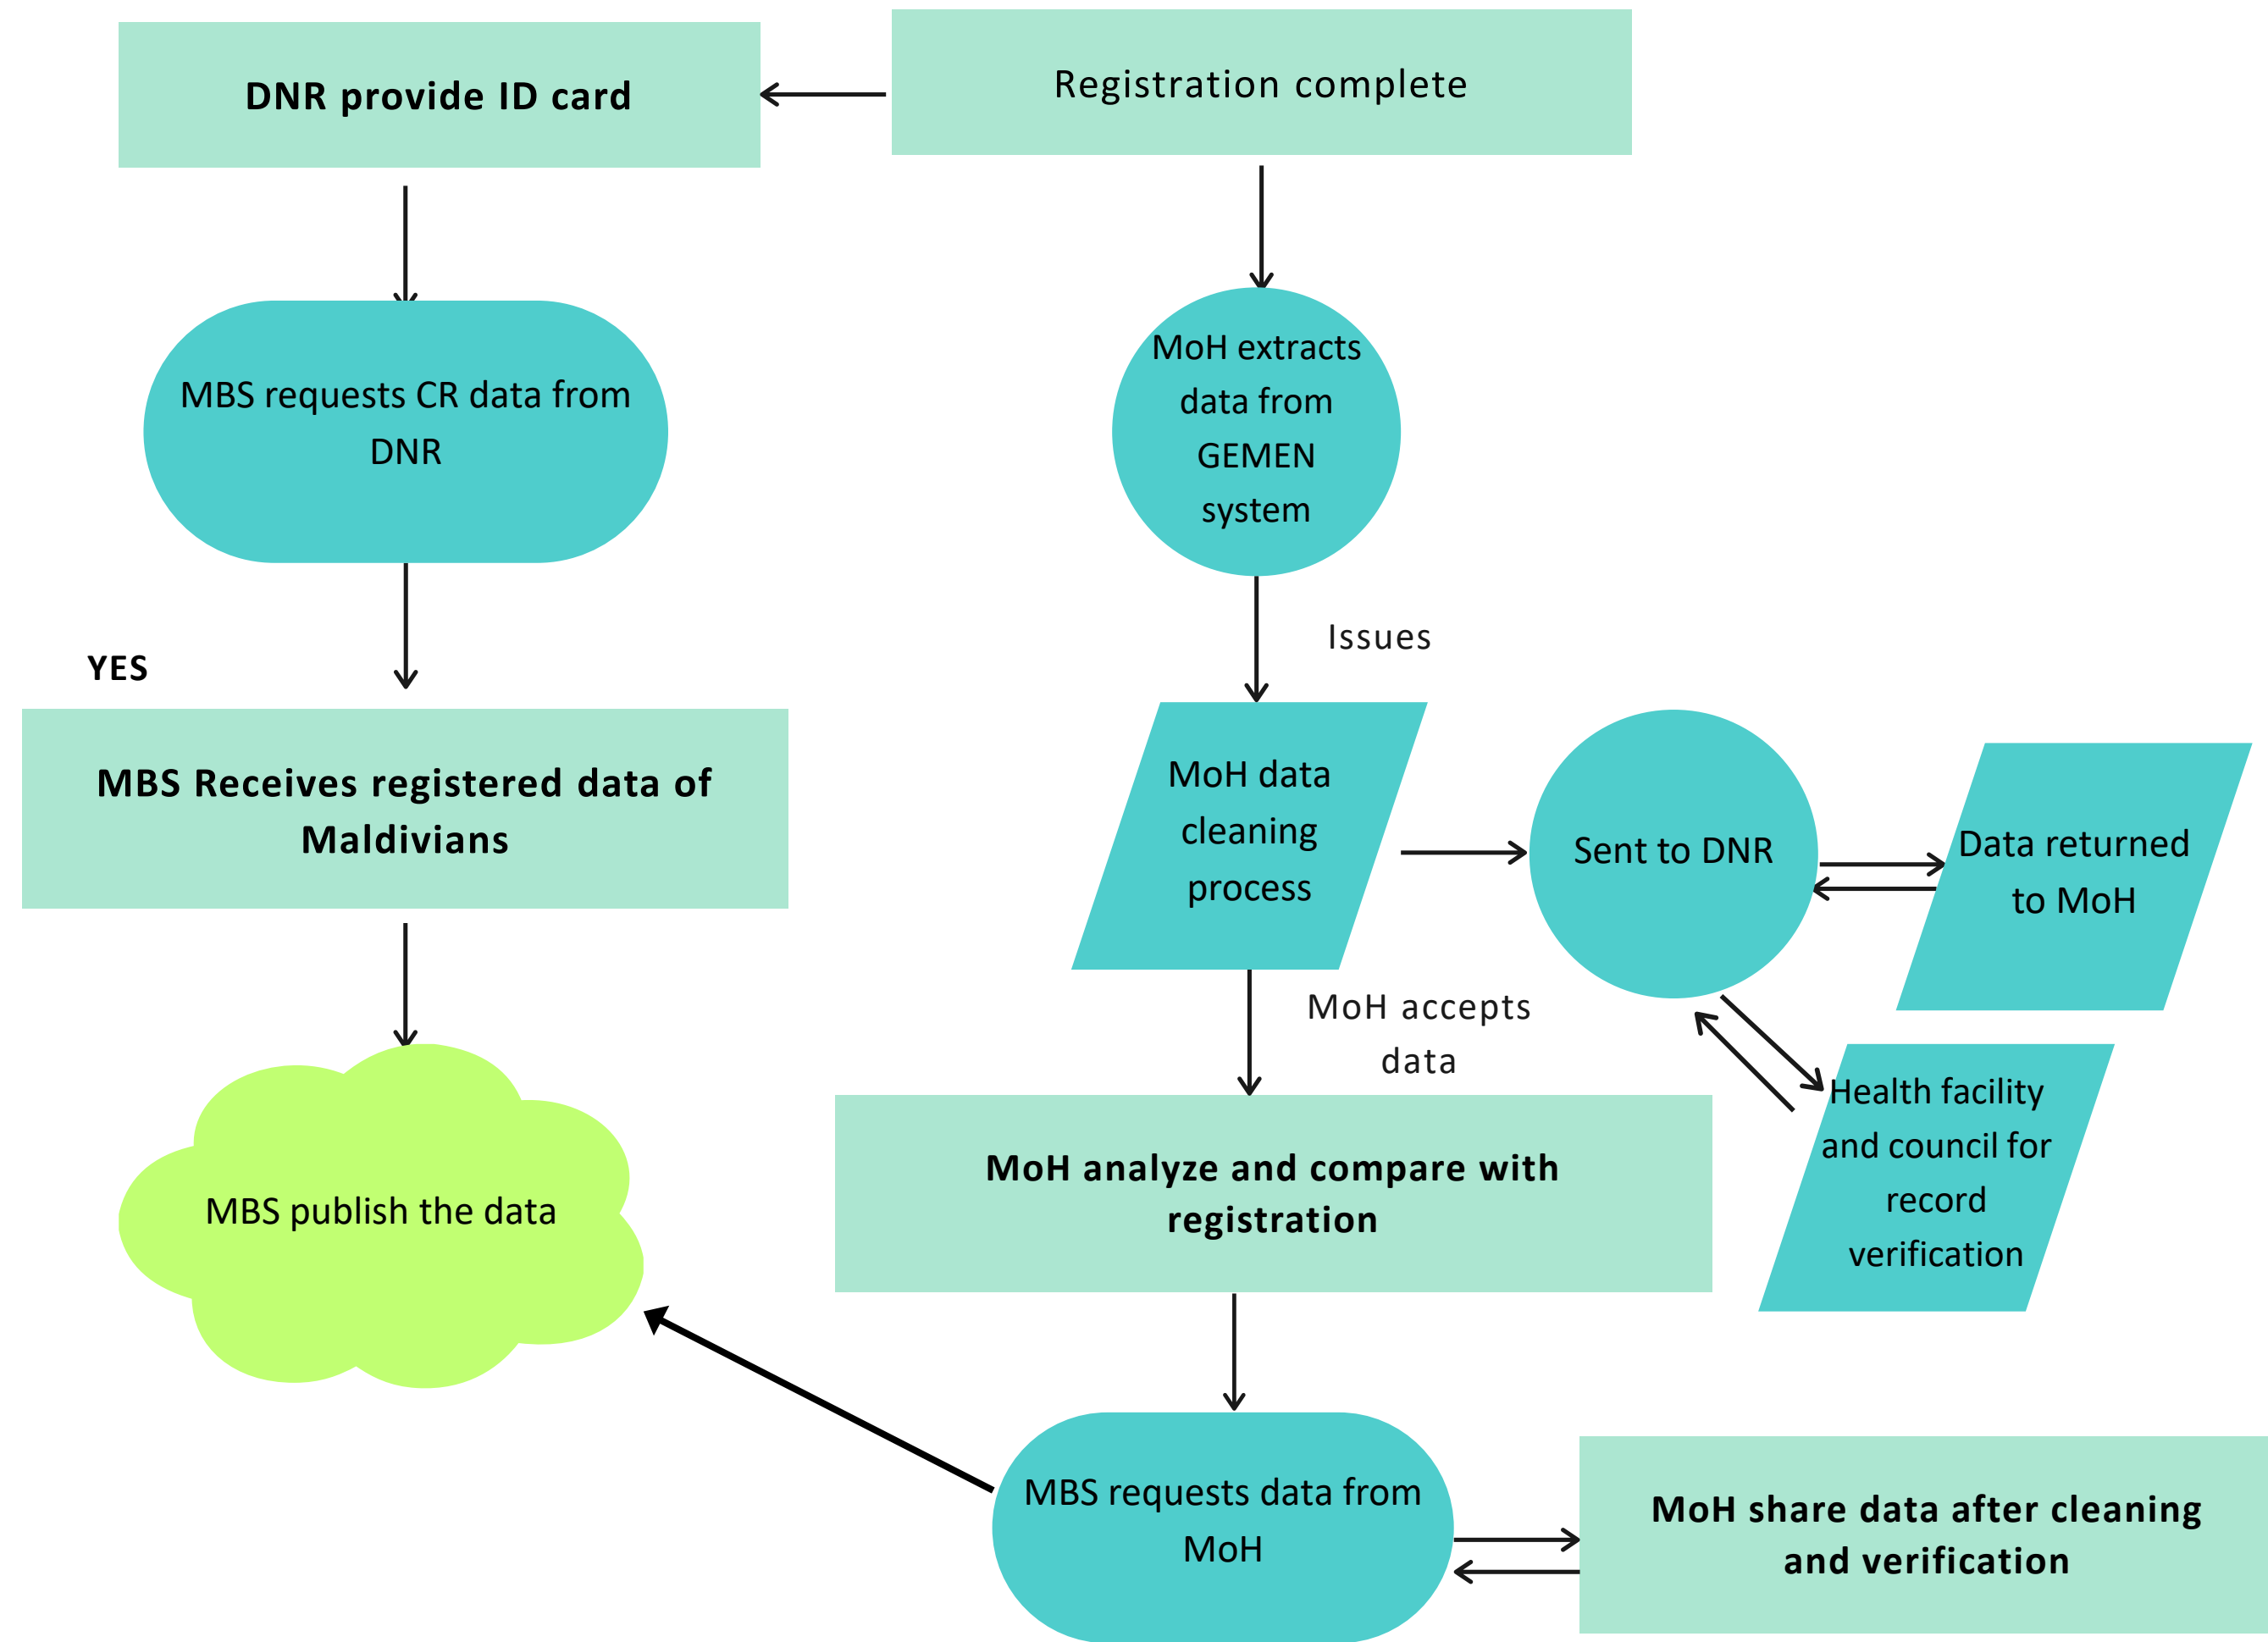 DNR provide ID card
Registration complete
MBS requests CR data from
DNR
MoH extracts
data from
GEMEN
system
Issues
YES
MBS Receives registered data of
Maldivians
MoH data
cleaning
process
Sent to DNR
Data returned
to MoH
MoH accepts
data
Health facility
and council for
record
verification
MoH analyze and compare with
registration
MBS publish the data
MBS requests data from
MoH
MoH share data after cleaning
and verification